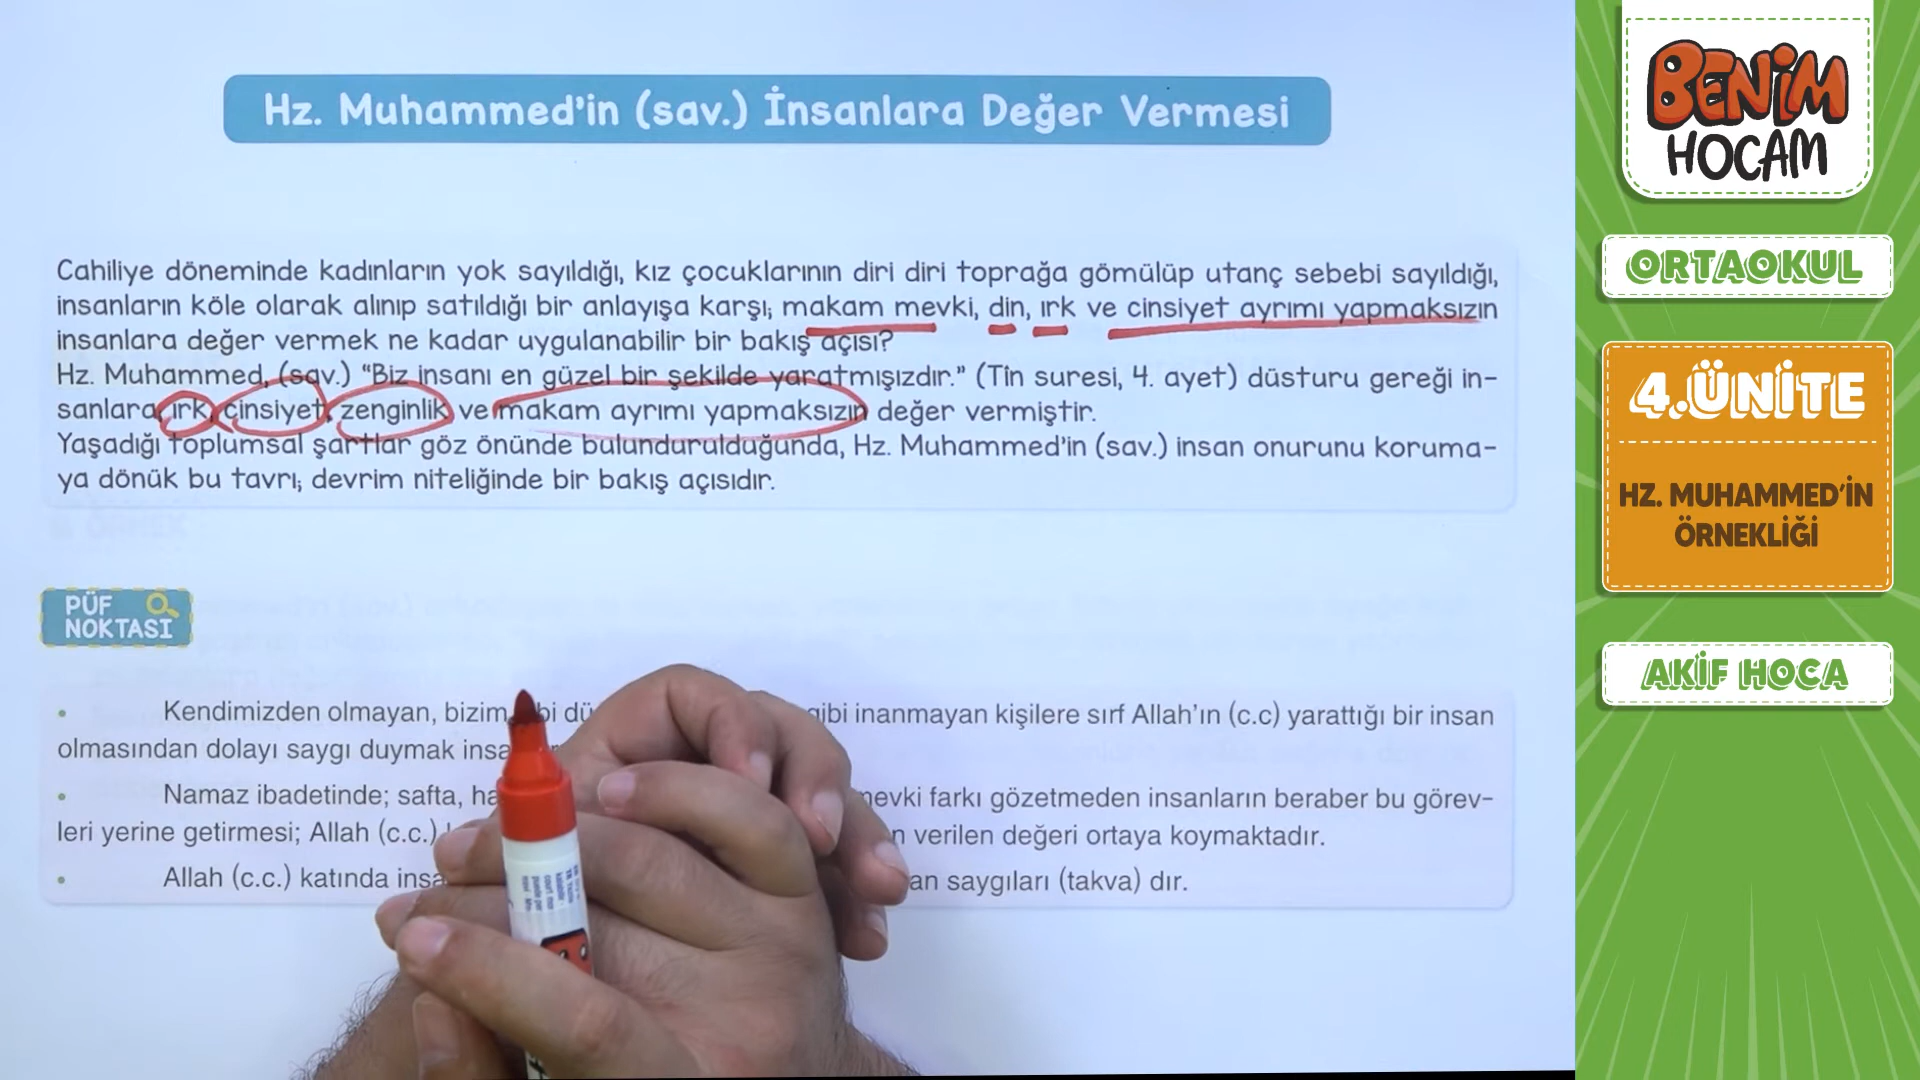 Hz. Muhammed'in (sav.) İnsanlara Değer Vermesi
Cahiliye döneminde kadınların yok sayıldığı, kız çocuklarının diri diri toprağa gömülüp utanç sebebi sayıldığı,
insanların köle olarak alınıp satıldığı bir anlayışa karşı; makam mevki, din, ırk ve cinsiyet ayrımı yapmaksızın
insanlara değer vermek ne kadar uygulanabilir bir bakış açısı?
Hz. Muhammed, (sav.) “Biz insanı en güzel bir şekilde yaratmışızdır.” (Tin suresi, 4. ayet) düsturu gereği in-
sanlara ırk, cinsiyet, zenginlik ve makam ayrımı yapmaksızın değer vermiştir.
Yaşadığı toplumsal şartlar göz önünde bulundurulduğunda, Hz. Muhammed'in (sav.) insan onurunu koruma-
ya dönük bu tavrı; devrim niteliğinde bir bakış açısıdır.
PÜF
NOKTASI
• Kendimizden olmayan, bizim gibi inanmayan kişilere sırf Allah'ın (c.c) yarattığı bir insan
olmasından dolayı saygı duymak
• Namaz ibadetinde; safta, farkı gözetmeden insanların beraber bu görev-
leri yerine getirmesi; Allah (c.c.) verilen değeri ortaya koymaktadır.
• Allah (c.c.) katında saygıları (takva) dır.
BENİM
HOCAM
ORTAOKUL
4.ÜNİTE
HZ. MUHAMMED'İN
ÖRNEKLİĞİ
AKİF HOCA